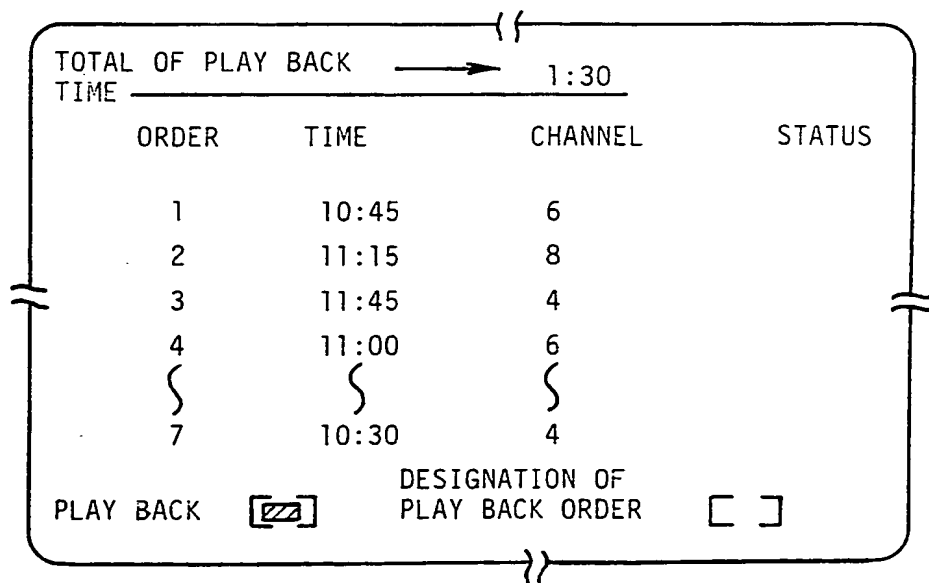 TOTAL OF PLAY BACK 1:30
TIME
ORDER TIME CHANNEL STATUS
1 10:45 6
2 11:15 8
3 11:45 4
4 11:00 6
7 10:30 4
DESIGNATION OF
PLAY BACK [ ] PLAY BACK ORDER [ ]